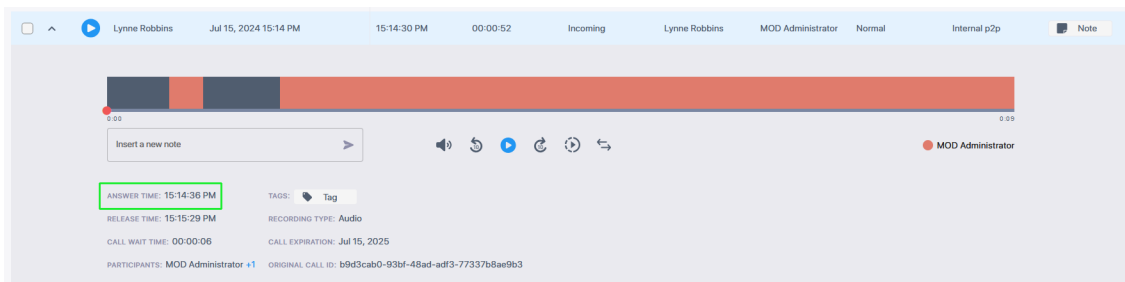 Lynne Robbins Jul 15, 2024 15:14 PM 15:14:30 PM 00:00:52 Incoming Lynne Robbins MOD Administrator Normal Internal p2p Note
0:00 0:09
Insert a new note 10 10 MOD Administrator
ANSWER TIME: 15:14:36 PM TAGS: Tag
RELEASE TIME: 15:15:29 PM RECORDING TYPE: Audio
CALL WAIT TIME: 00:00:06 CALL EXPIRATION: Jul 15, 2025
PARTICIPANTS: MOD Administrator +1 ORIGINAL CALL ID: b9d3cab0-93bf-48ad-adf3-77337b8ae9b3